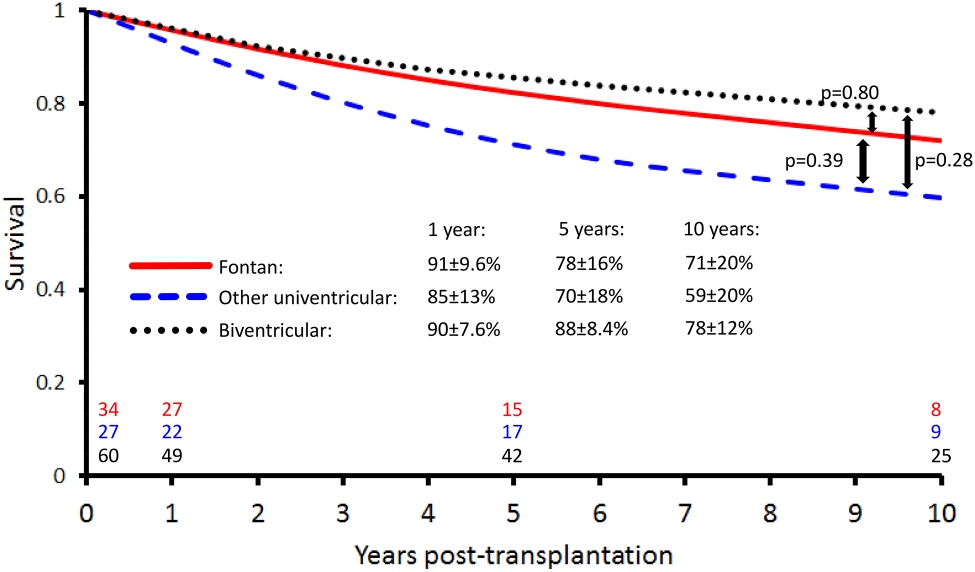 1
0.8
0.6
0.4
0.2
0
Survival
p=0.80
p=0.39
p=0.28
1 year: 5 years: 10 years:
Fontan: 91±9.6% 78±16% 71±20%
Other univentricular: 85±13% 70±18% 59±20%
Biventricular: 90±7.6% 88±8.4% 78±12%
34 27 15 8
27 22 17 9
60 49 42 25
0 1 2 3 4 5 6 7 8 9 10
Years post-transplantation